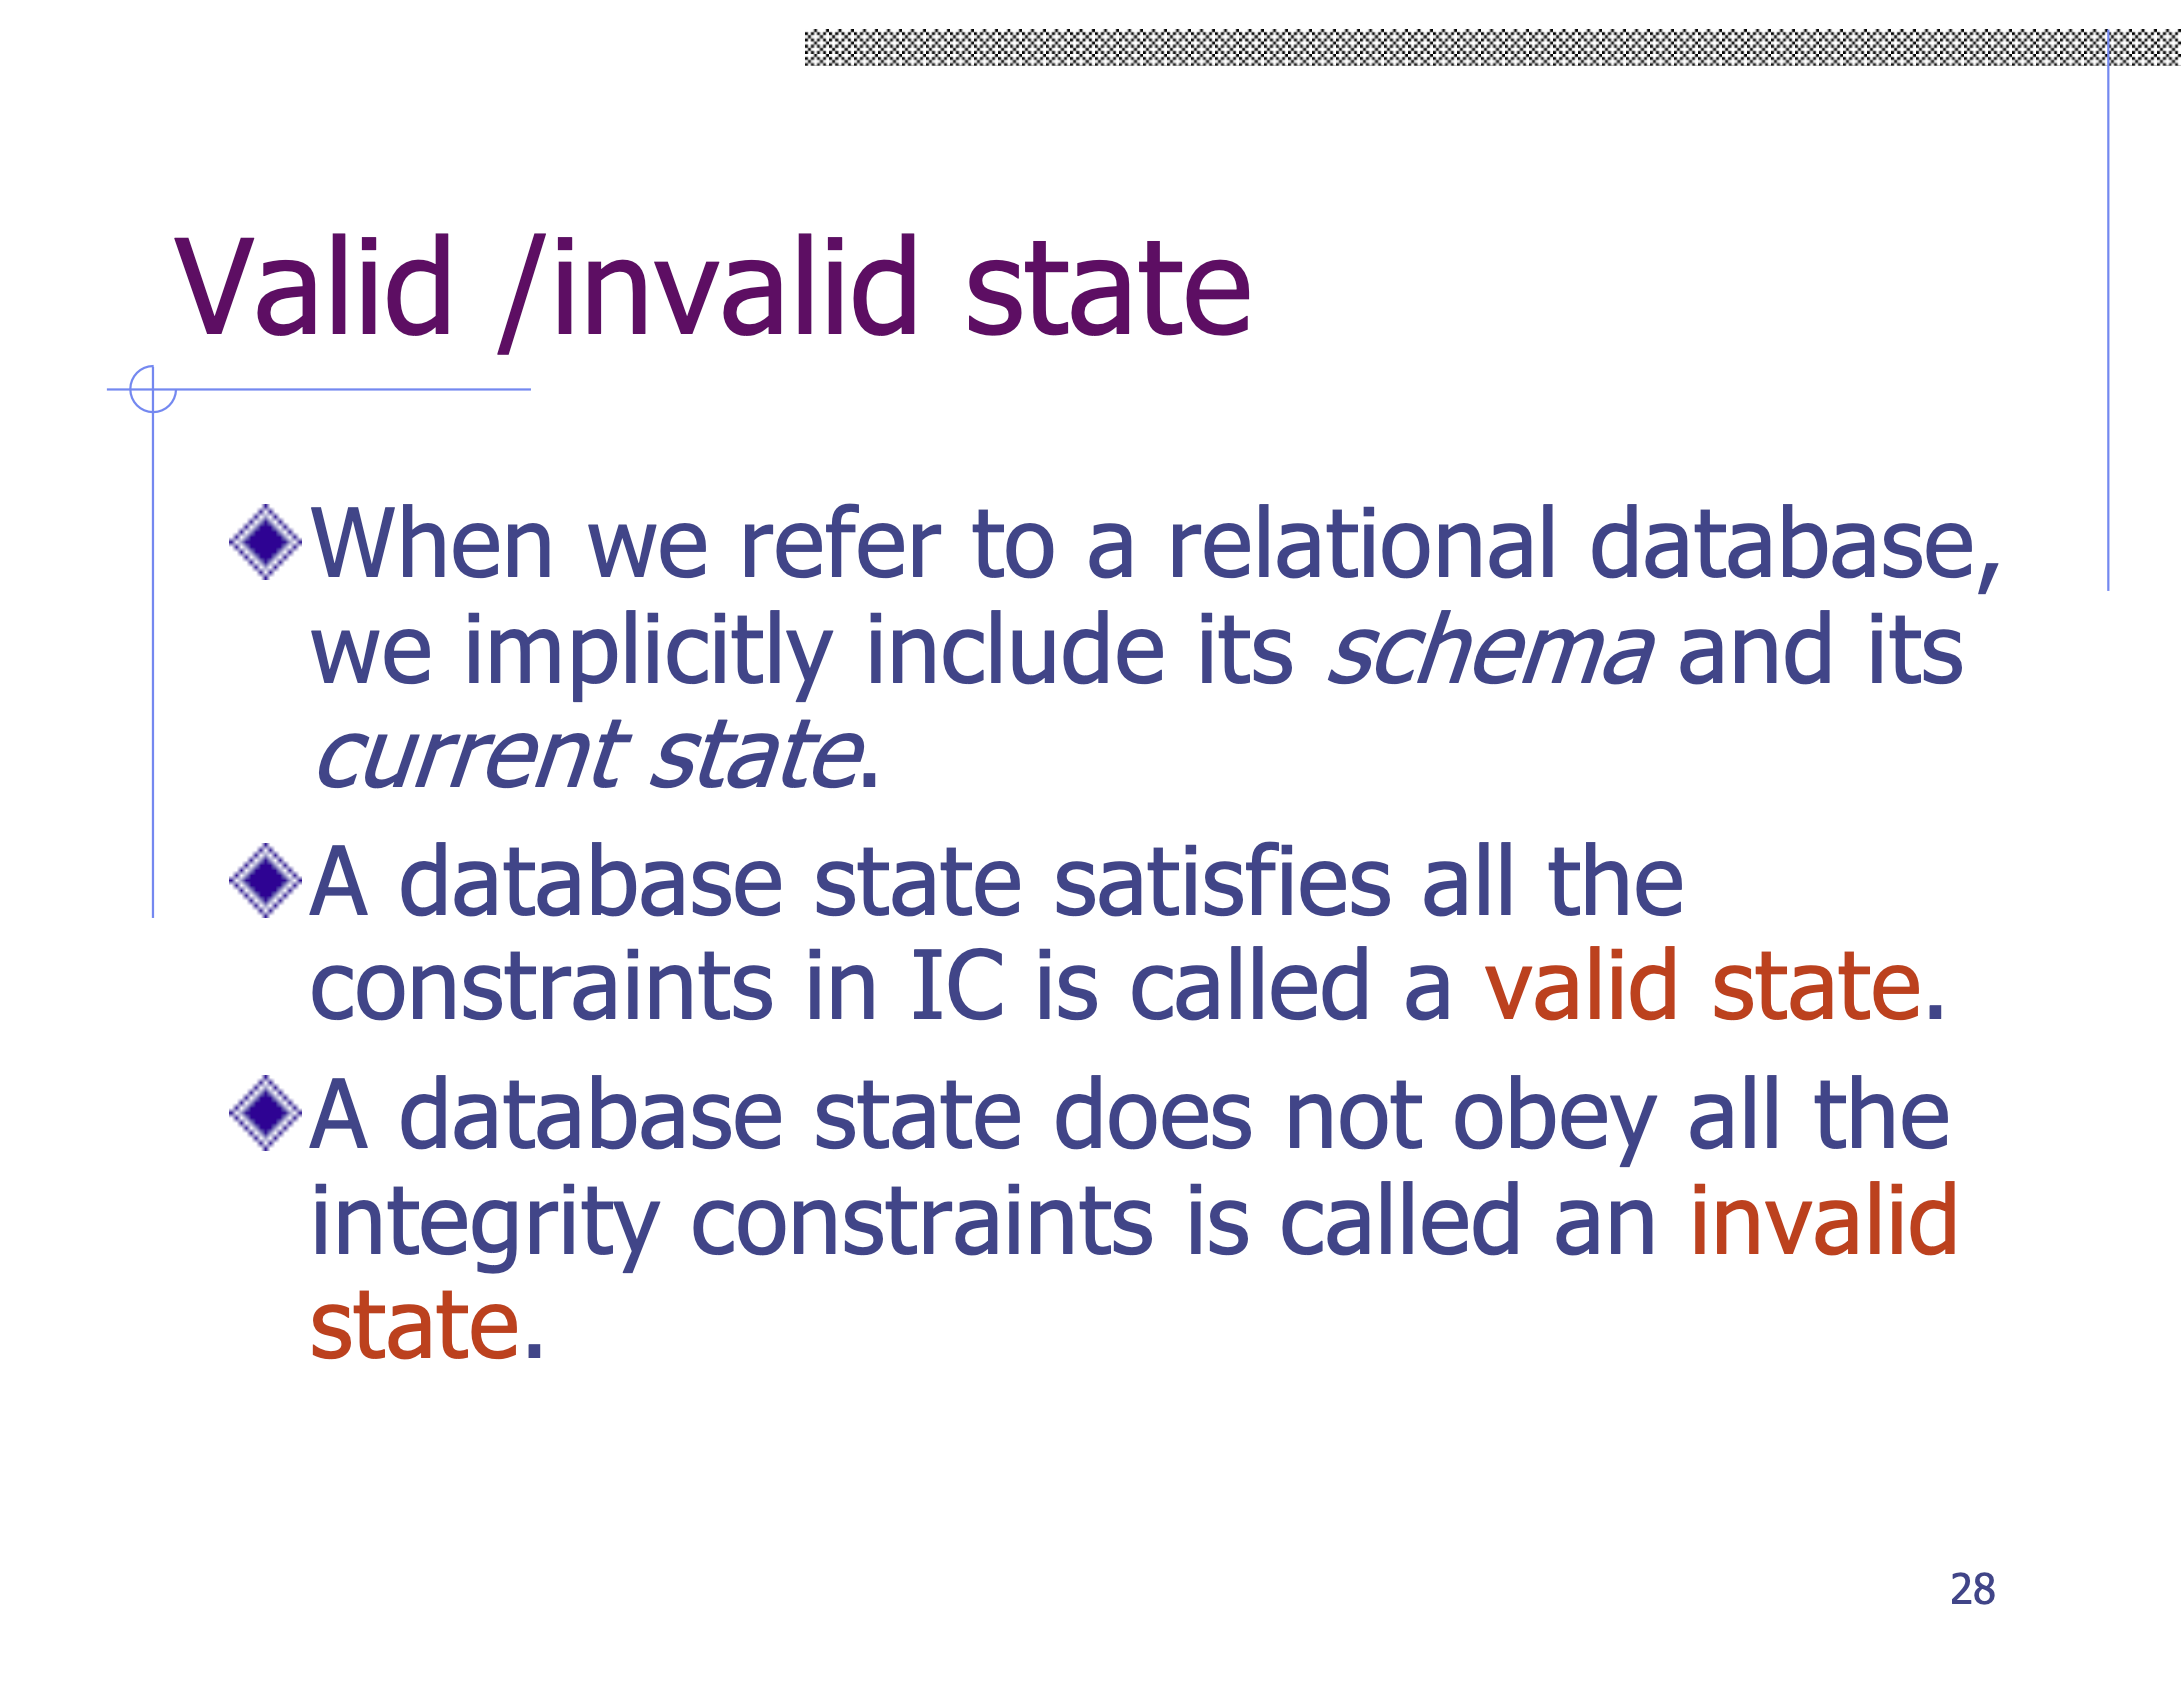 Valid /invalid state
When we refer to a relational database,
we implicitly include its schema and its
current state.
A database state satisfies all the
constraints in IC is called a valid state.
A database state does not obey all the
integrity constraints is called an invalid
state.
28